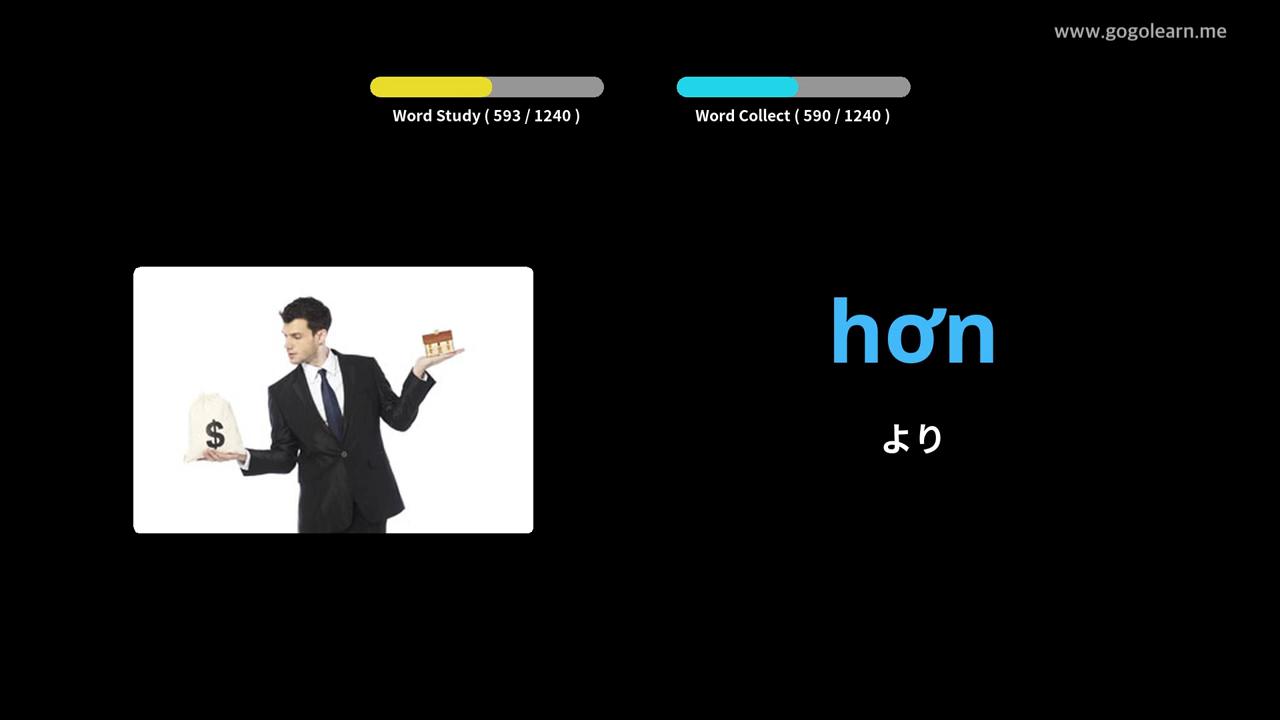 www.gogolearn.me
Word Study ( 593 / 1240 )
Word Collect ( 590 / 1240 )
$
hơn
より